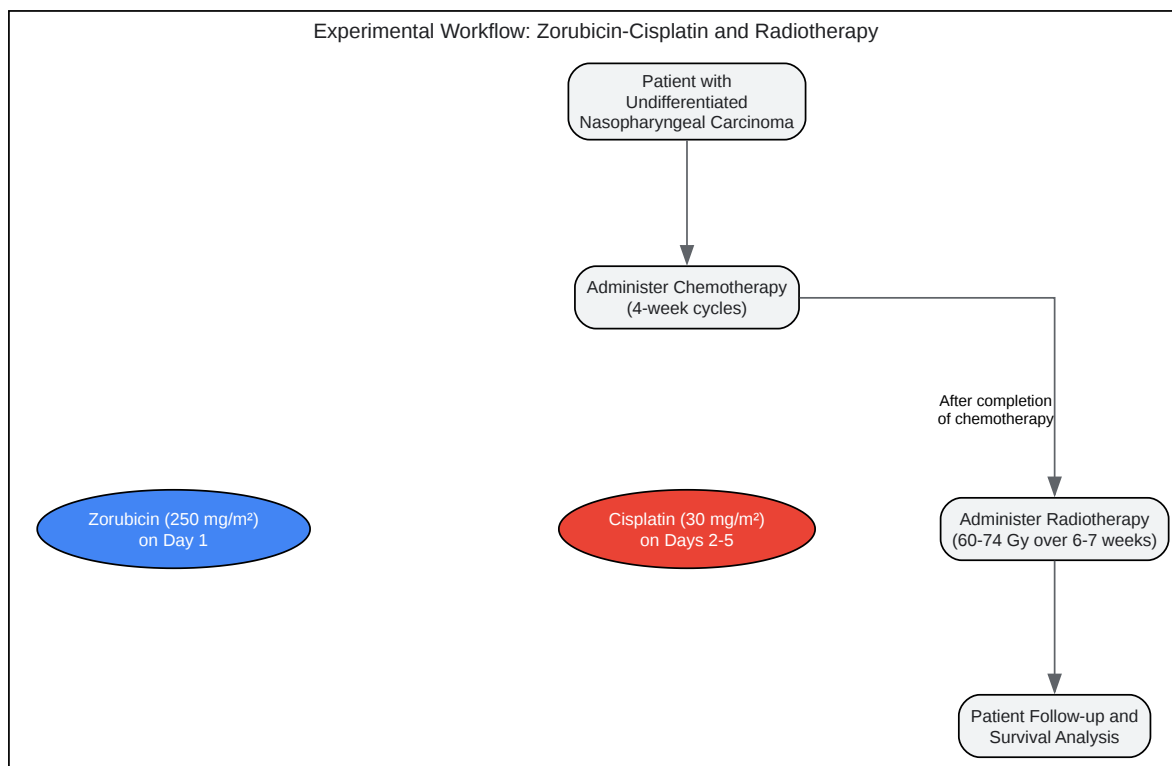 Experimental Workflow: Zorubicin-Cisplatin and Radiotherapy
Patient with
Undifferentiated
Nasopharyngeal Carcinoma
Administer Chemotherapy
(4-week cycles)
After completion
of chemotherapy
Zorubicin (250 mg/m²)
on Day 1
Cisplatin (30 mg/m²)
on Days 2-5
Administer Radiotherapy
(60-74 Gy over 6-7 weeks)
Patient Follow-up and
Survival Analysis